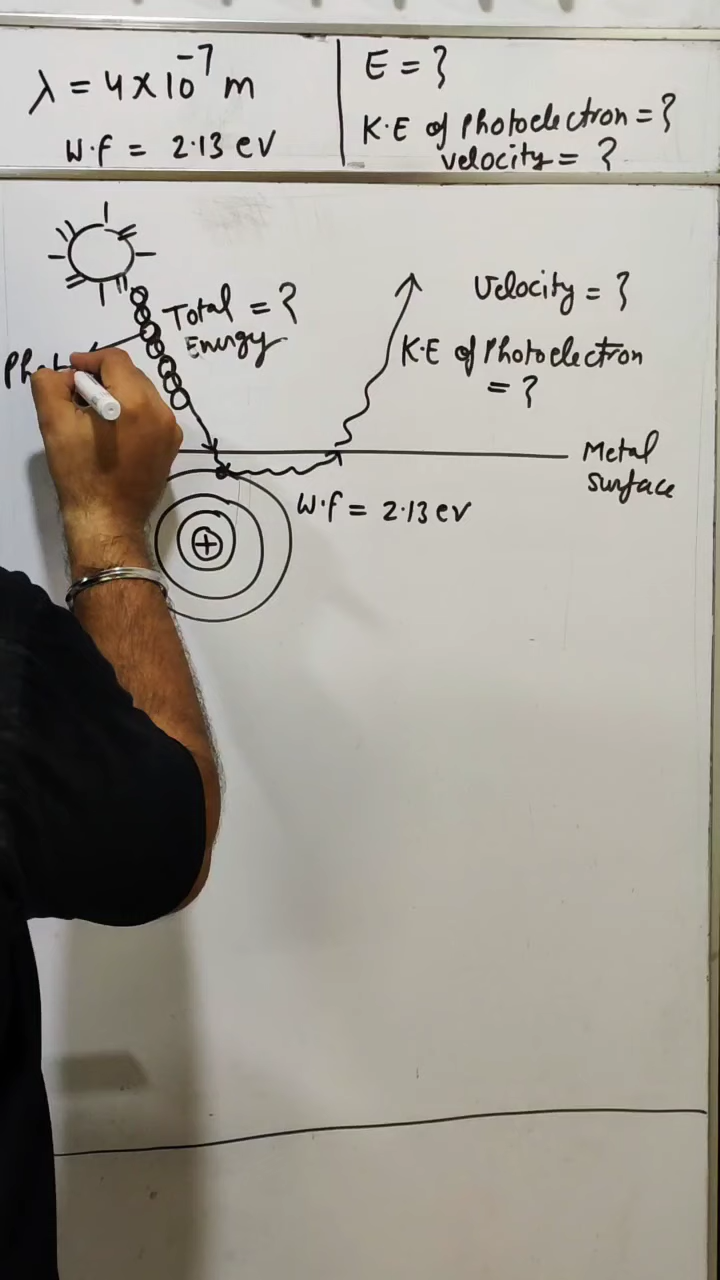 λ = 4×10⁻⁷ m
W.f = 2.13 eV
E = ?
K.E of Photoelectron = ?
velocity = ?
Total = ?
Energy
Velocity = ?
K.E of Photoelectron
= ?
Metal
surface
W.f = 2.13 eV
+